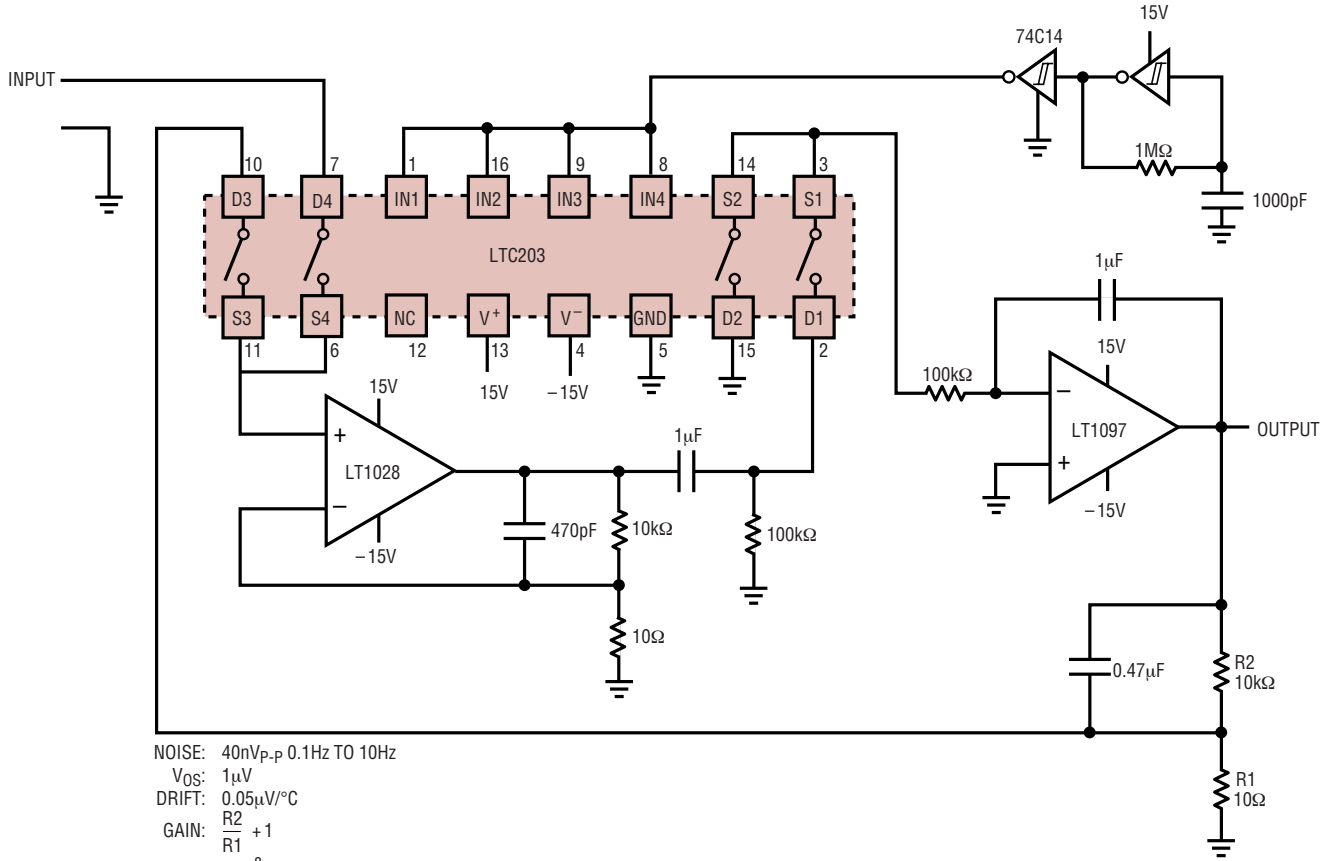 15V
74C14
INPUT
10
7
1
16
9
8
14
3
1MΩ
D3
D4
IN1
IN2
IN3
IN4
S2
S1
1000pF
LTC203
1µF
S3
S4
NC
V+
V−
GND
D2
D1
11
6
12
13
4
5
15
2
15V
−15V
15V
15V
100kΩ
+
−
LT1028
−15V
1µF
470pF
10kΩ
100kΩ
10Ω
−
+
LT1097
OUTPUT
−15V
0.47µF
R2
10kΩ
R1
10Ω
NOISE: 40nVP-P 0.1Hz TO 10Hz
VOS: 1µV
DRIFT: 0.05µV/°C
GAIN: R2
R1 + 1